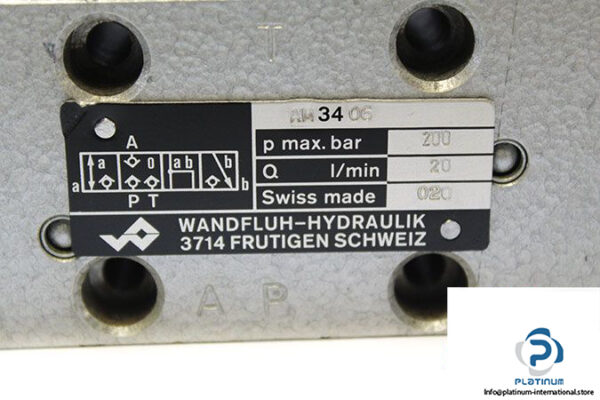 T
AM 34 06
p max. bar 200
Q l/min 20
Swiss made 020
A
a a 0 a b b b
P T
WANDFLUH-HYDRAULIK
3714 FRUTIGEN SCHWEIZ
A P
PLATINUM
Info@platinum-international.store